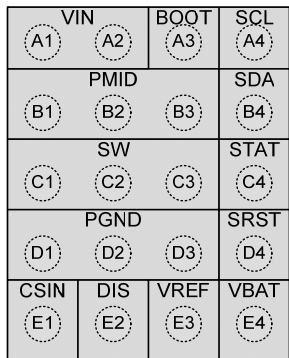 VIN BOOT SCL
A1 A2 A3 A4
PMID SDA
B1 B2 B3 B4
SW STAT
C1 C2 C3 C4
PGND SRST
D1 D2 D3 D4
CSIN DIS VREF VBAT
E1 E2 E3 E4